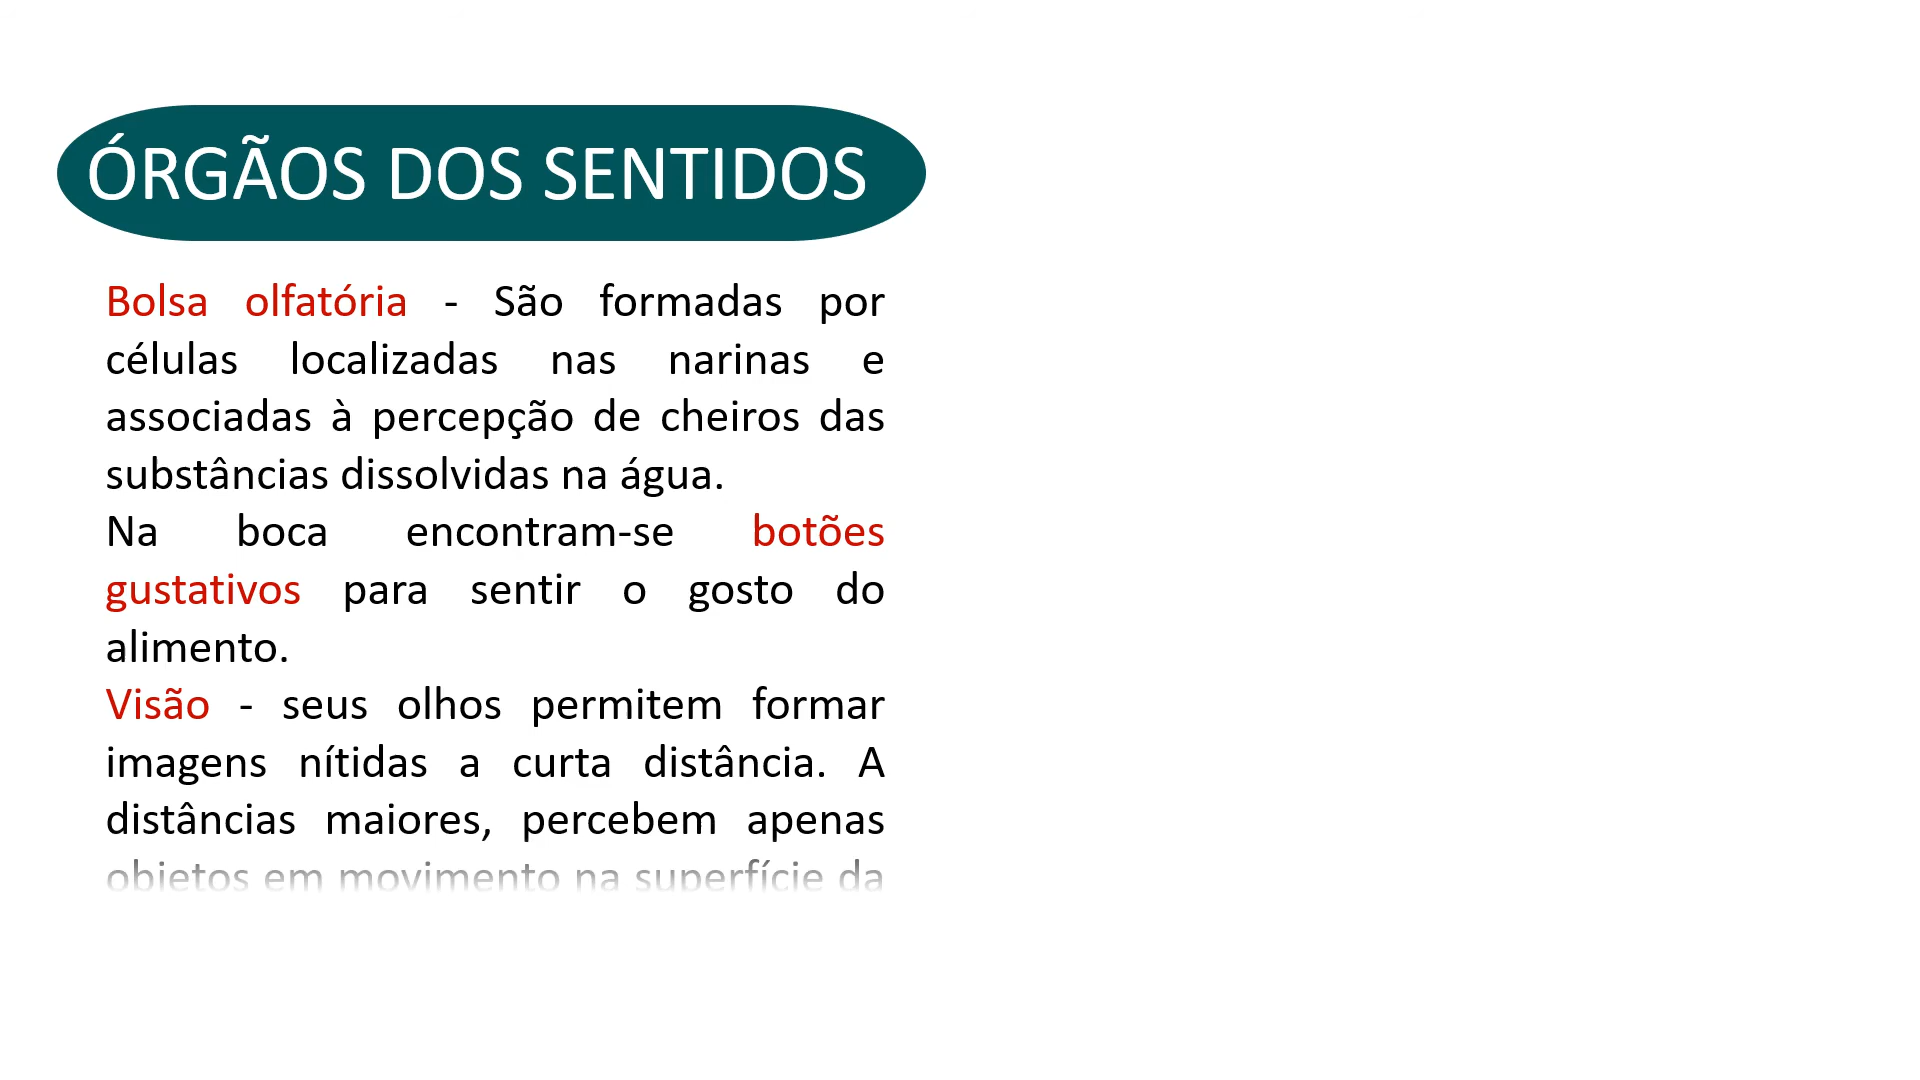 ÓRGÃOS DOS SENTIDOS
Bolsa olfatória - São formadas por
células localizadas nas narinas e
associadas à percepção de cheiros das
substâncias dissolvidas na água.
Na boca encontram-se botões
gustativos para sentir o gosto do
alimento.
Visão - seus olhos permitem formar
imagens nítidas a curta distância. A
distâncias maiores, percebem apenas
objetos em movimento na superfície da